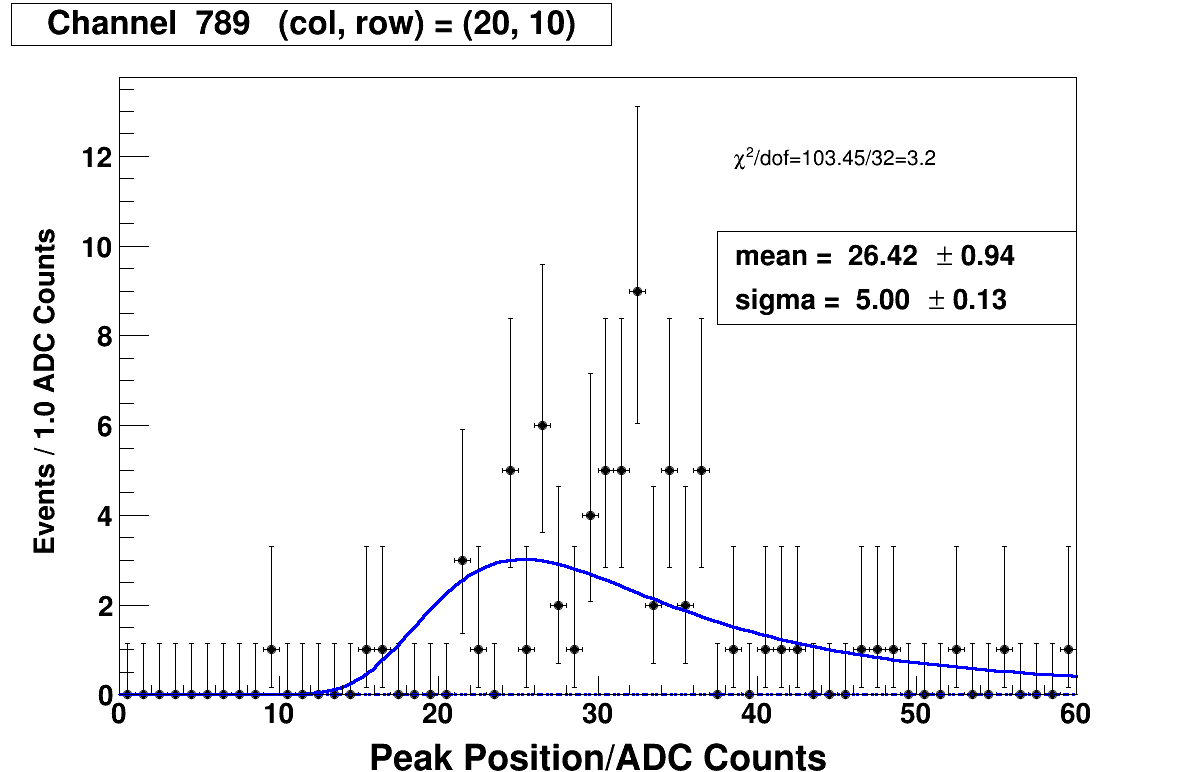 Channel 789 (col, row) = (20, 10)
χ²/dof=103.45/32=3.2
mean = 26.42 ± 0.94
sigma = 5.00 ± 0.13
Events / 1.0 ADC Counts
12
10
8
6
4
2
0
0 10 20 30 40 50 60
Peak Position/ADC Counts